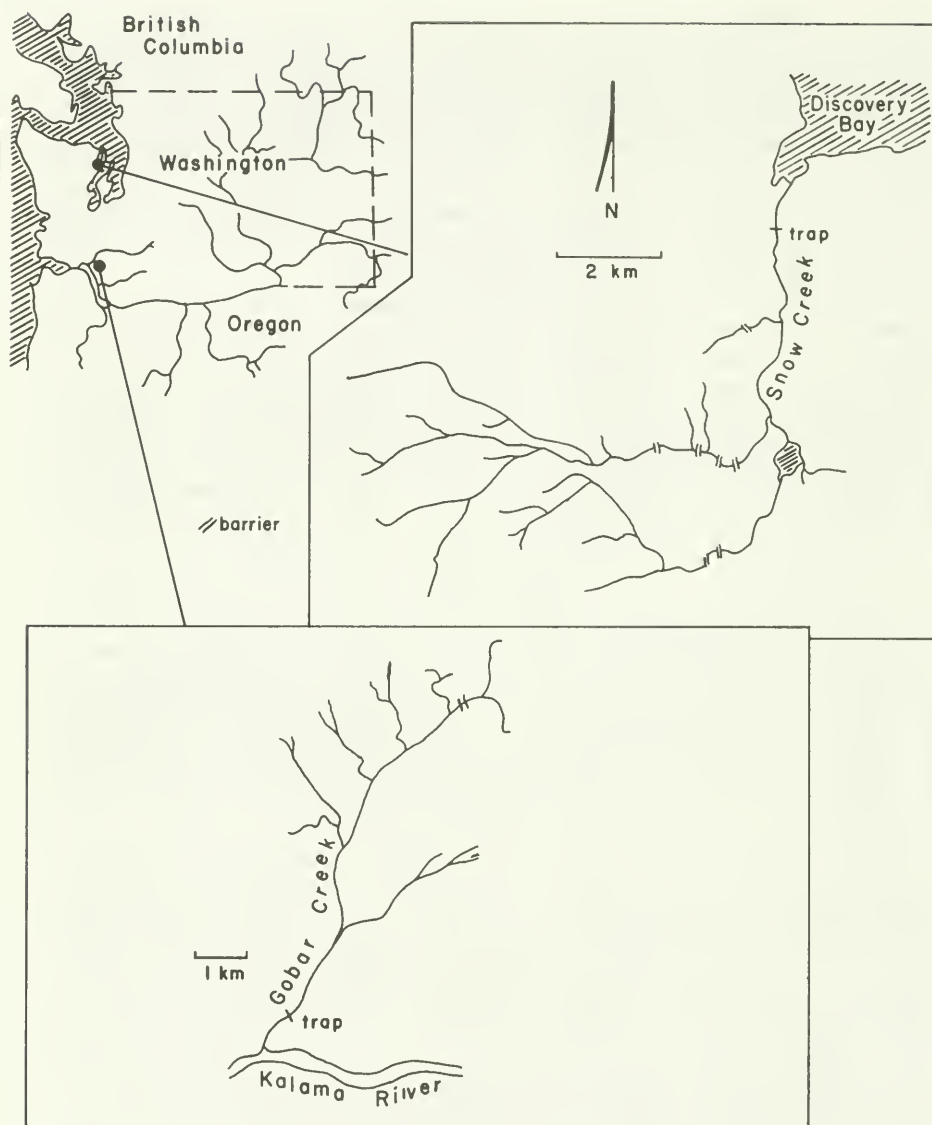 British
Columbia
Washington
Oregon
//barrier
Discovery
Bay
N
2 km
trap
Snow Creek
Gobar Creek
1 km
trap
Kalama River